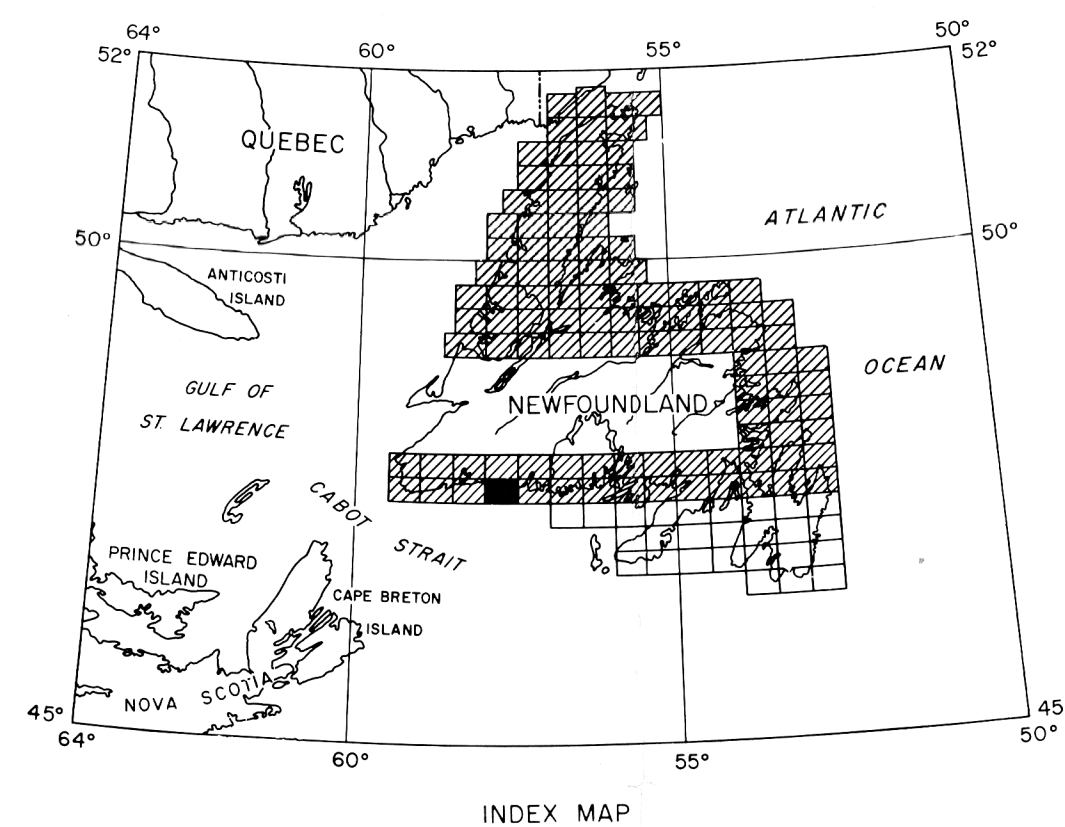 64°
60°
55°
50°
52°
52°
QUEBEC
ATLANTIC
50°
50°
ANTICOSTI
ISLAND
OCEAN
GULF OF
ST. LAWRENCE
NEWFOUNDLAND
CABOT
STRAIT
PRINCE EDWARD
ISLAND
CAPE BRETON
ISLAND
NOVA SCOTIA
45°
45
64°
60°
55°
50°
INDEX MAP